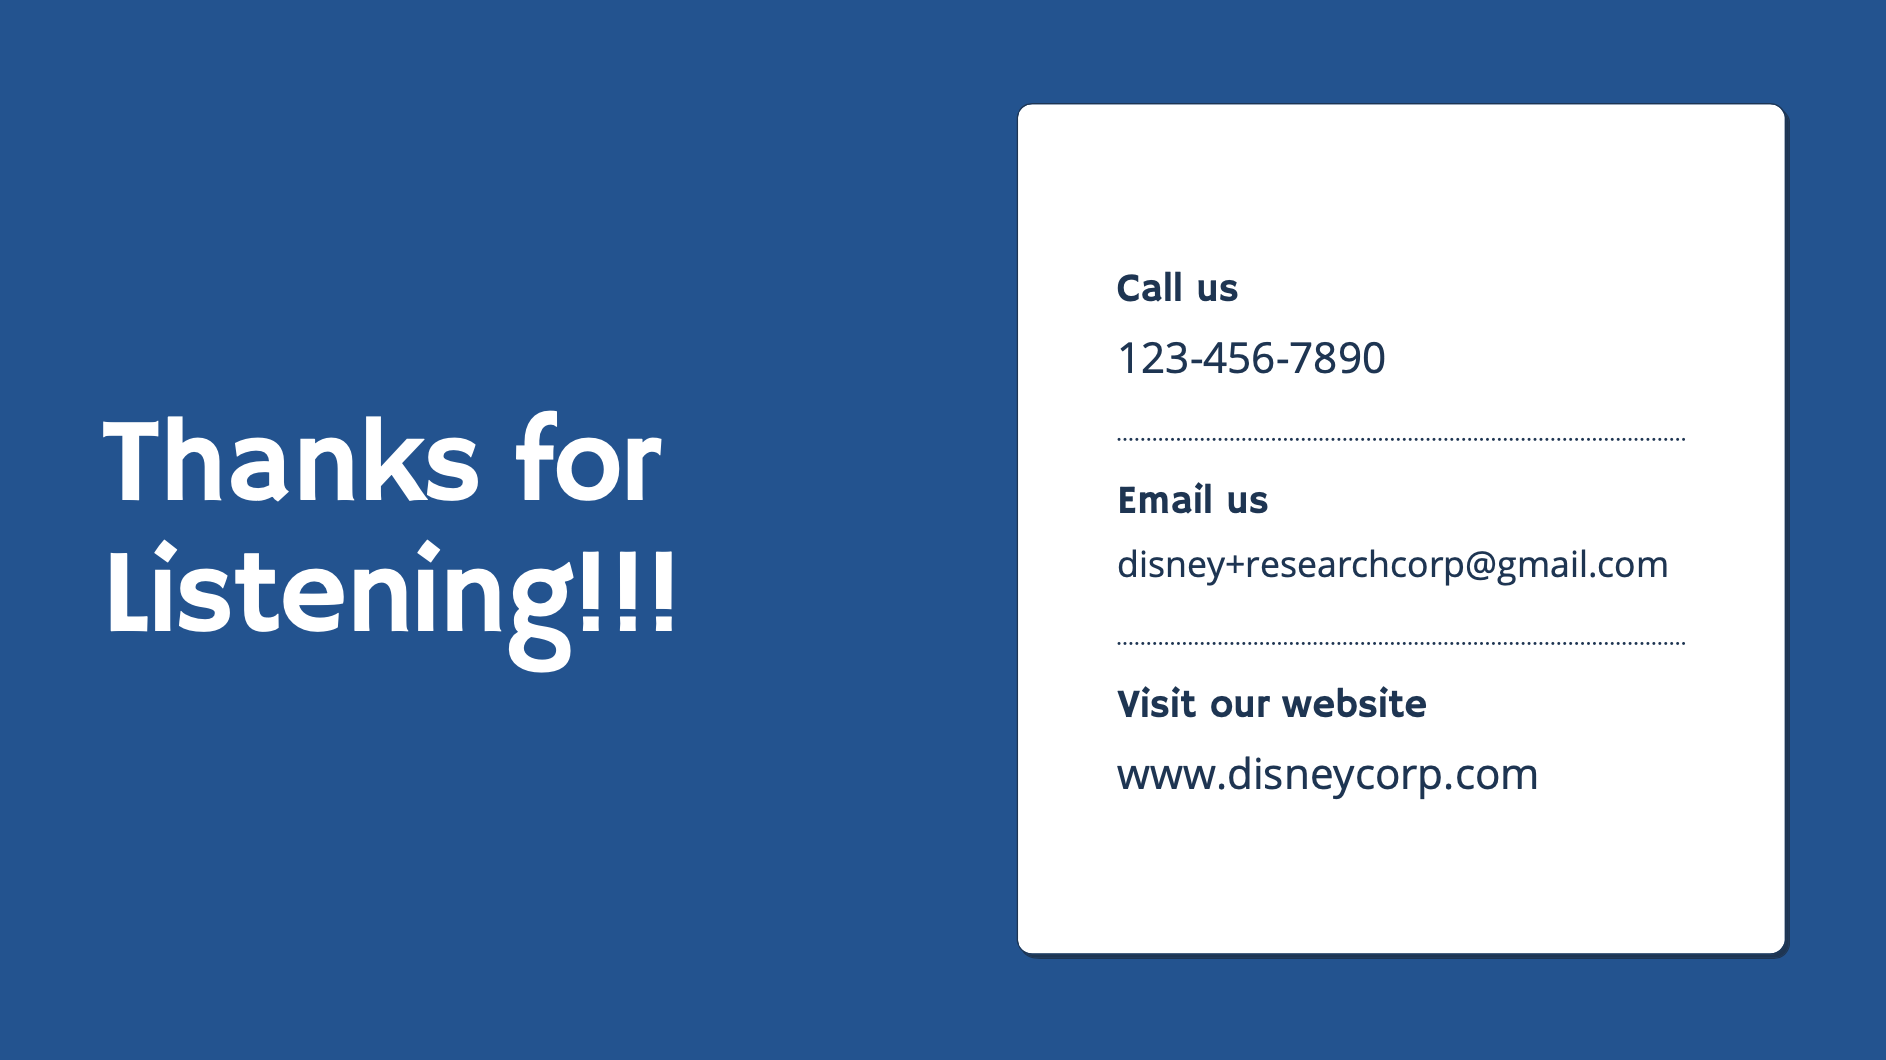 Thanks for
Listening!!!
Call us
123-456-7890
Email us
disney+researchcorp@gmail.com
Visit our website
www.disneycorp.com